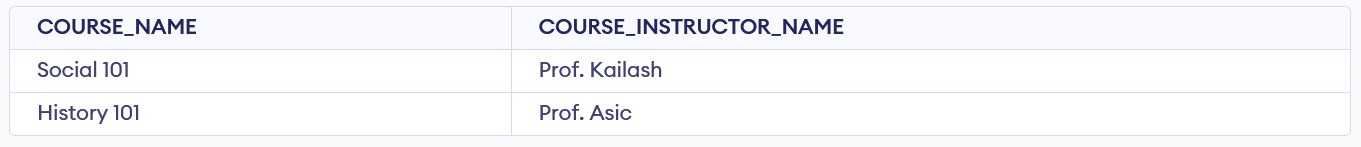 COURSE_NAME COURSE_INSTRUCTOR_NAME
Social 101 Prof. Kailash
History 101 Prof. Asic